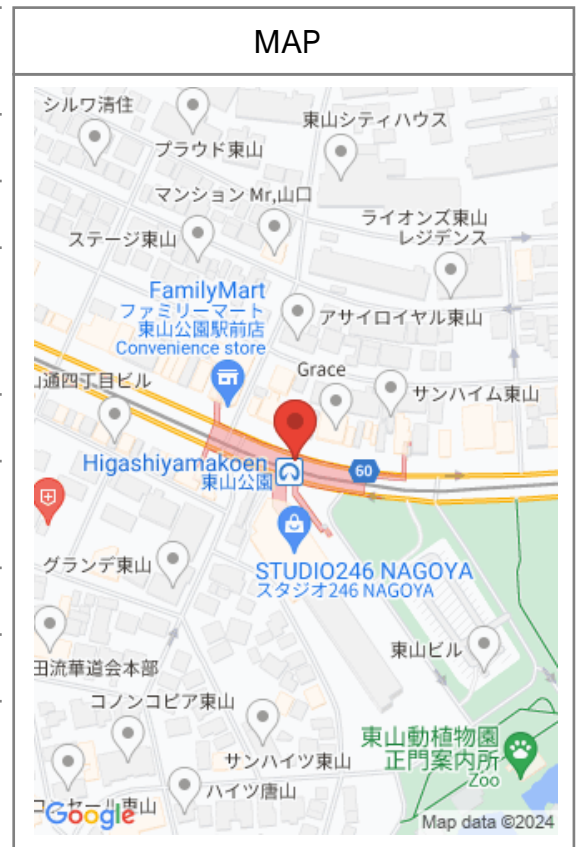 MAP
シルワ清住
プラウド東山
東山シティハウス
マンション Mr,山口
ステージ東山
ライオンズ東山
レジデンス
FamilyMart
ファミリーマート
東山公園駅前店
Convenience store
アサイロイヤル東山
Grace
山通四丁目ビル
サンハイム東山
Higashiyamakoen
東山公園
60
STUDIO246 NAGOYA
スタジオ246 NAGOYA
グランデ東山
東山ビル
田流華道会本部
コノンコピア東山
東山動植物園
正門案内所
Zoo
サンハイツ東山
ハイツ唐山
Google
Map data ©2024